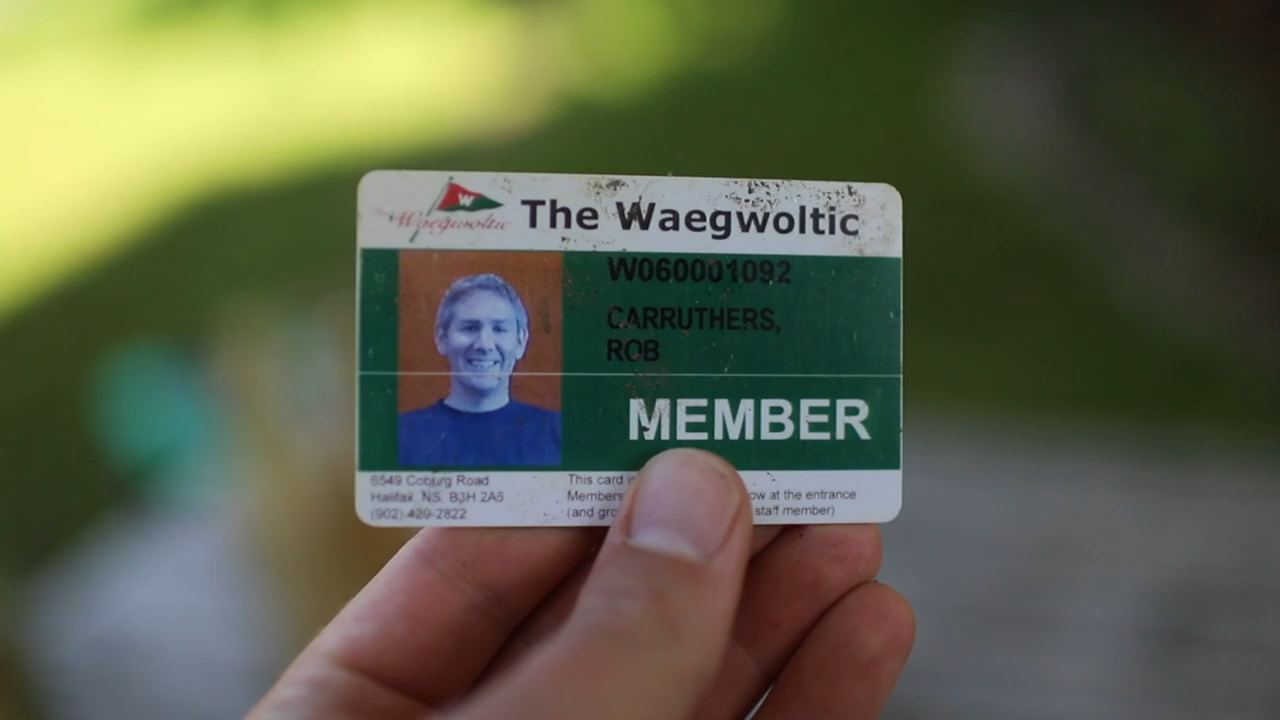 The Waegwoltic
W
Waegwoltic
W060001092
CARRUTHERS,
ROB
MEMBER
6549 Coburg Road
Halifax NS. B3H 2A6
(902) 429-2822
This card
Members ow at the entrance
(and gro staff member)